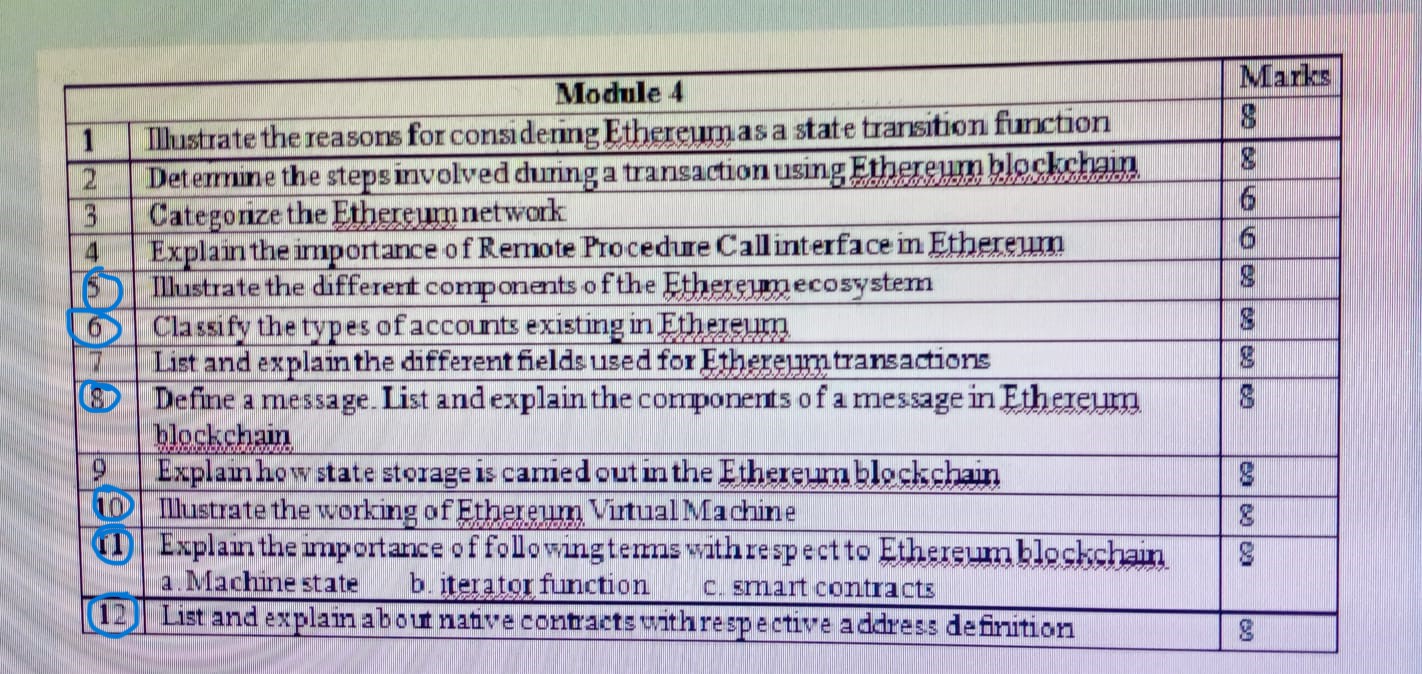 Module 4 Marks
1 Illustrate the reasons for considering Ethereum as a state transition function 8
2 Determine the steps involved during a transaction using Ethereum blockchain 8
3 Categorize the Ethereum network 6
4 Explain the importance of Remote Procedure Call interface in Ethereum 6
5 Illustrate the different components of the Ethereum ecosystem 8
6 Classify the types of accounts existing in Ethereum 8
7 List and explain the different fields used for Ethereum transactions 8
8 Define a message. List and explain the components of a message in Ethereum 8
blockchain
9 Explain how state storage is carried out in the Ethereum blockchain 8
10 Illustrate the working of Ethereum Virtual Machine 8
11 Explain the importance of following terms with respect to Ethereum blockchain 8
a. Machine state b. iterator function c. smart contracts
12 List and explain about native contracts with respective address definition 8